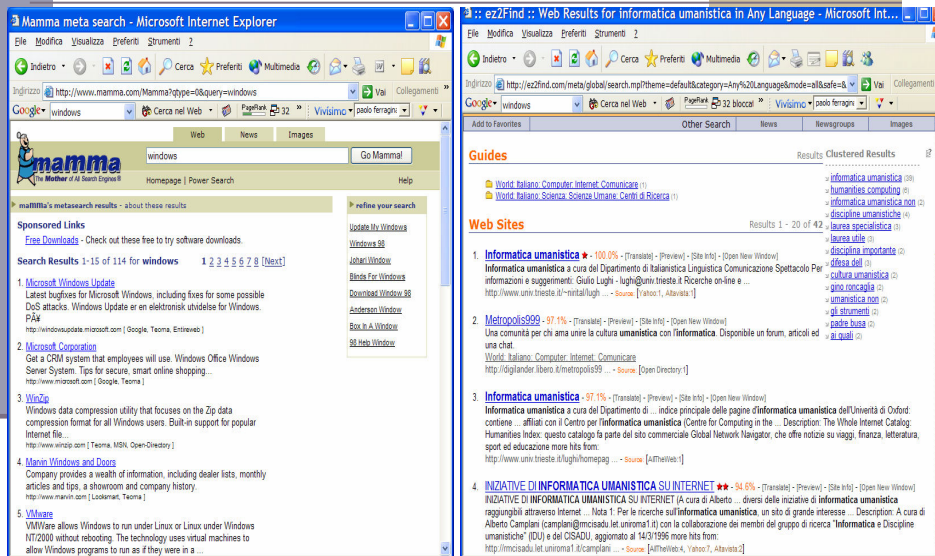 Mamma meta search - Microsoft Internet Explorer
File Modifica Visualizza Preferiti Strumenti ?
Indietro Cerca Preferiti Multimedia
Indirizzo http://www.mamma.com/Mamma?qtype=0&query=windows Vai Collegamenti »
Google windows Cerca nel Web PageRank 32 » Vivísimo paolo ferragina
Web News Images
mamma
The Mother of All Search Engines®
windows Go Mamma!
Homepage | Power Search Help
mamma's metasearch results - about these results
Sponsored Links
Free Downloads - Check out these free to try software downloads.
Search Results 1-15 of 114 for windows 1 2 3 4 5 6 7 8 [Next]
1. Microsoft Windows Update
Latest bugfixes for Microsoft Windows, including fixes for some possible
DoS attacks. Windows Update er en elektronisk utvidelse for Windows.
PÅ¥
http://windowsupdate.microsoft.com [ Google, Teoma, Entireweb ]
2. Microsoft Corporation
Get a CRM system that employees will use. Windows Office Windows
Server System. Tips for secure, smart online shopping...
http://www.microsoft.com [ Google, Teoma ]
3. WinZip
Windows data compression utility that focuses on the Zip data
compression format for all Windows users. Built-in support for popular
Internet file...
http://www.winzip.com [ Teoma, MSN, Open-Directory ]
4. Marvin Windows and Doors
Company provides a wealth of information, including dealer lists, monthly
articles and tips, a showroom and company history.
http://www.marvin.com [ Looksmart, Teoma ]
5. VMware
VMWare allows Windows to run under Linux or Linux under Windows
NT/2000 without rebooting. The technology uses virtual machines to
allow Windows programs to run as if they were in a ...
refine your search
Update My Windows
Windows 98
Johari Window
Blinds For Windows
Download Window 98
Anderson Window
Box In A Window
98 Help Window
:: ez2Find :: Web Results for informatica umanistica in Any Language - Microsoft Int...
File Modifica Visualizza Preferiti Strumenti ?
Indietro Cerca Preferiti Multimedia
Indirizzo http://ez2find.com/meta/global/search.mpl?theme=default&category=Any%20Language&mode=all&safe=& Vai Collegamenti
Google windows Cerca nel Web PageRank 32 bloccati » Vivísimo paolo ferragina
Add to Favorites Other Search News Newsgroups Images
Guides Results
World: Italiano: Computer: Internet: Comunicare (1)
World: Italiano: Scienza: Scienze Umane: Centri di Ricerca (1)
Web Sites Results 1 - 20 of 42
1. Informatica umanistica - 100.0% - [Translate] - [Preview] - [Site Info] - [Open New Window]
Informatica umanistica a cura del Dipartimento di Italianistica Linguistica Comunicazione Spettacolo Per
informazioni e suggerimenti: Giulio Lughi - lughi@univ.trieste.it Ricerche on-line e ...
http://www.univ.trieste.it/~nirital/lugh ... - Source: [Yahoo:1, Altavista:1]
2. Metropolis999 - 97.1% - [Translate] - [Preview] - [Site Info] - [Open New Window]
Una comunità per chi ama unire la cultura umanistica con l'informatica. Disponibile un forum, articoli ed
una chat.
World: Italiano: Computer: Internet: Comunicare
http://digilander.libero.it/metropolis99 ... - Source: [Open Directory:1]
3. Informatica umanistica - 97.1% - [Translate] - [Preview] - [Site Info] - [Open New Window]
Informatica umanistica a cura del Dipartimento di ... indice principale delle pagine d'informatica umanistica dell'Univerità di Oxford:
contiene ... affiliati con il Centro per l'informatica umanistica (Centre for Computing in the ... Description: The Whole Internet Catalog:
Humanities Index: questo catalogo fa parte del sito commerciale Global Network Navigator, che offre notizie su viaggi, finanza, letteratura,
sport ed educazione more hits from:
http://www.univ.trieste.it/lughi/homepag ... - Source: [AllTheWeb:1]
4. INIZIATIVE DI INFORMATICA UMANISTICA SU INTERNET - 94.6% - [Translate] - [Preview] - [Site Info] - [Open New Window]
INIZIATIVE DI INFORMATICA UMANISTICA SU INTERNET (A cura di Alberto ... diversi delle iniziative di informatica umanistica
raggiungibili attraverso Internet ... Nota 1: Per le ricerche sull'informatica umanistica, un sito di grande interesse ... Description: A cura di
Alberto Camplani (camplani@rmcisadu.let.uniroma1.it) con la collaborazione dei membri del gruppo di ricerca "Informatica e Discipline
umanistiche" (IDU) e del CISADU, aggiornato al 14/3/1996 more hits from:
http://rmcisadu.let.uniroma1.it/camplani ... - Source: [AllTheWeb:4, Yahoo:7, Altavista:2]
Clustered Results
informatica umanistica (39)
humanities computing (6)
informatica umanistica non (2)
discipline umanistiche (4)
laurea specialistica (3)
laurea utile (3)
disciplina importante (2)
difesa dell (3)
cultura umanistica (2)
gino roncaglia (2)
umanistica non (2)
gli strumenti (2)
padre busa (2)
ai quali (2)